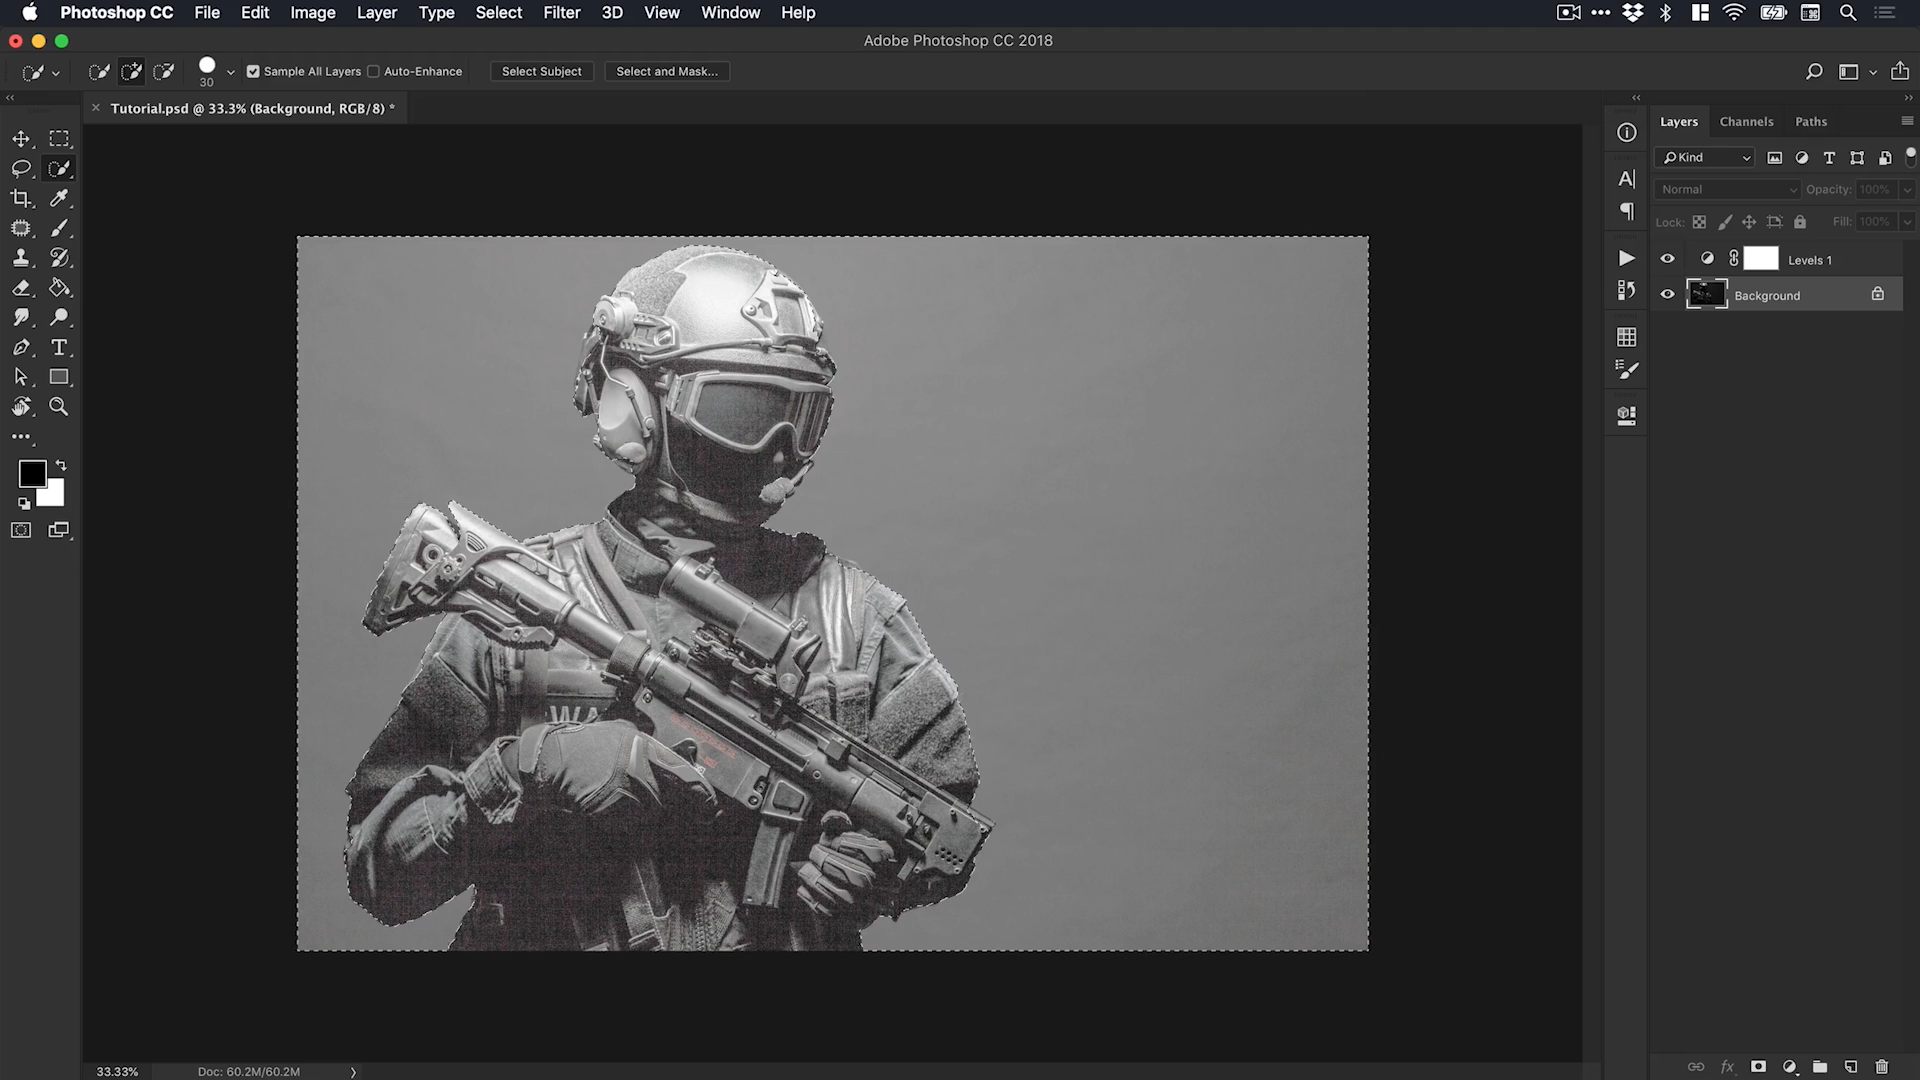 Photoshop CC File Edit Image Layer Type Select Filter 3D View Window Help
Adobe Photoshop CC 2018
30 Sample All Layers Auto-Enhance Select Subject Select and Mask...
× Tutorial.psd @ 33.3% (Background, RGB/8) *
Layers Channels Paths
Kind
Normal Opacity: 100%
Lock: Fill: 100%
Levels 1
Background
WA
33.33% Doc: 60.2M/60.2M